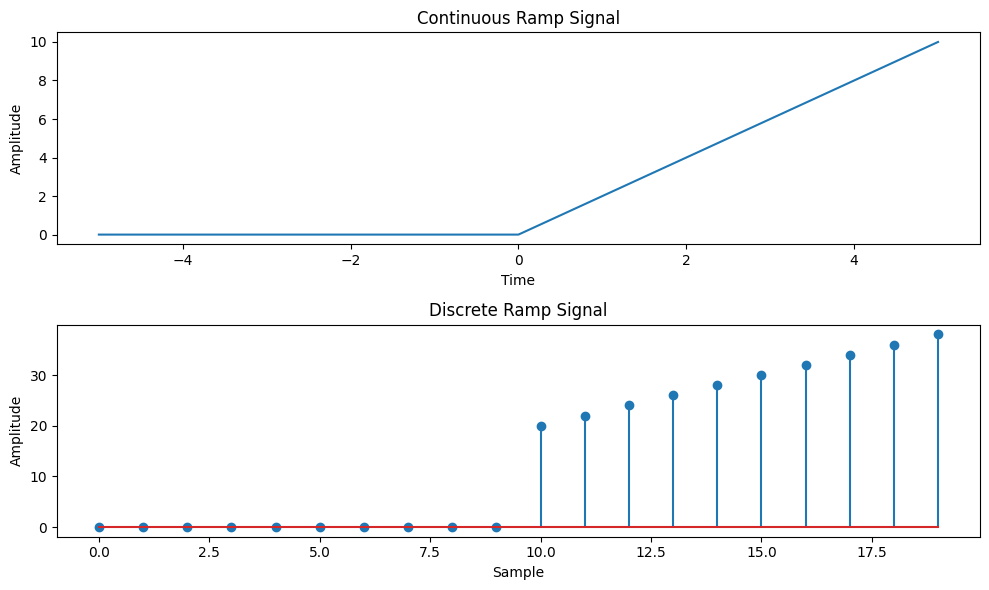 Continuous Ramp Signal
10
8
6
4
2
0
Amplitude
−4 −2 0 2 4
Time
Discrete Ramp Signal
30
20
10
0
Amplitude
0.0 2.5 5.0 7.5 10.0 12.5 15.0 17.5
Sample